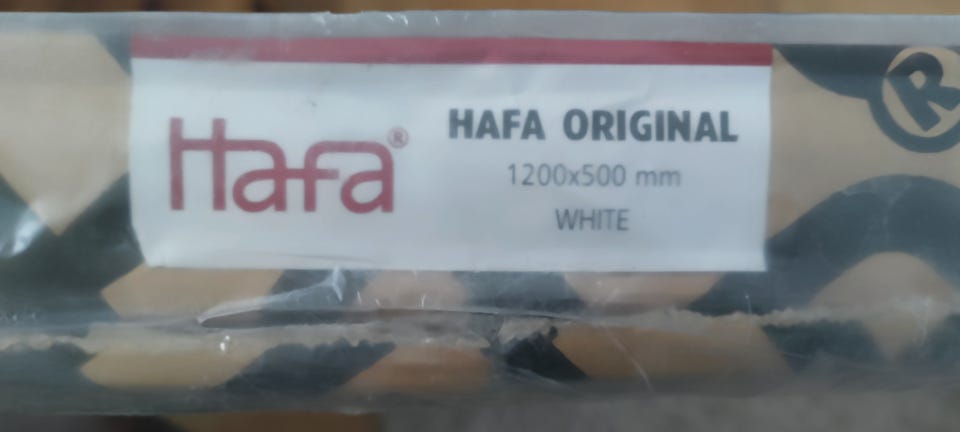 Hafa®
HAFA ORIGINAL
1200x500 mm
WHITE
®